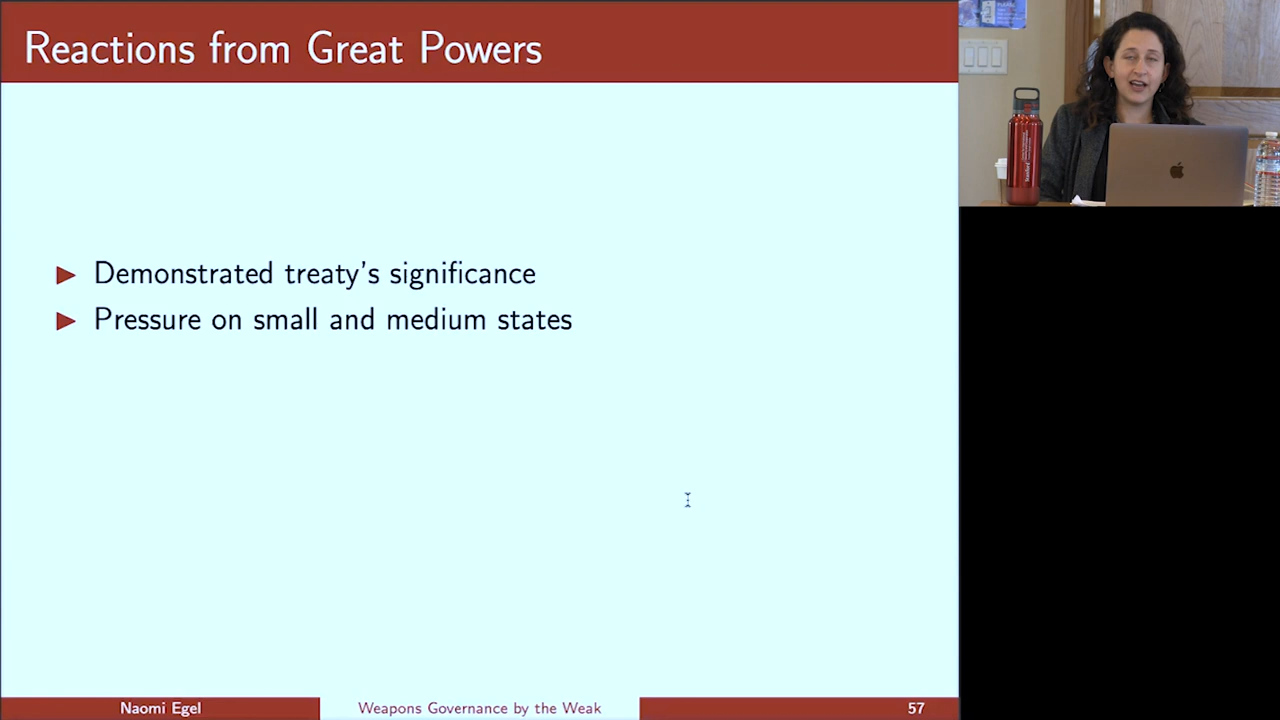 Reactions from Great Powers
Demonstrated treaty's significance
Pressure on small and medium states
Naomi Egel
Weapons Governance by the Weak
57
Stanford